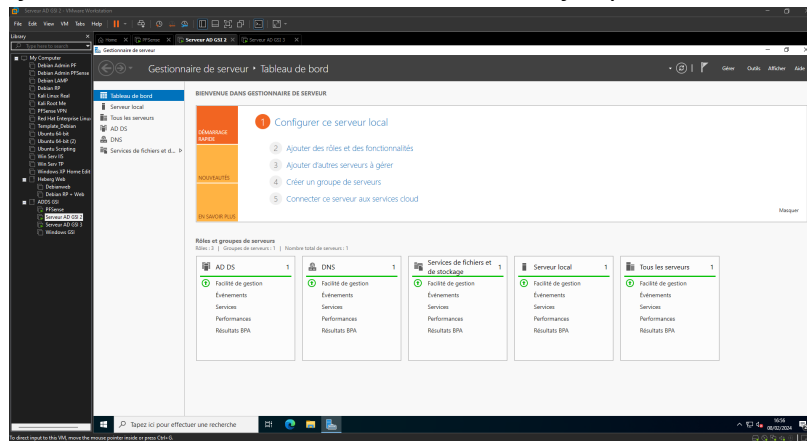 Serveur AD GSI 2 - VMware Workstation
File Edit View VM Tabs Help
Library
Type here to search
My Computer
Debian Admin PF
Debian Admin PFSense
Debian LAMP
Debian RP
Kali Linux Real
Kali Root Me
PFSense VPN
Red Hat Enterprise Linux
Template_Debian
Ubuntu 64-bit
Ubuntu 64-bit (2)
Ubuntu Scripting
Win Serv IIS
Win Serv TP
Windows XP Home Edit
Heberg Web
Debianweb
Debian RP + Web
ADDS GSI
PFSense
Serveur AD GSI 2
Serveur AD GSI 3
Windows GSI
Home
PFSense
Serveur AD GSI 2
Serveur AD GSI 3
Gestionnaire de serveur
Gestionnaire de serveur • Tableau de bord
Gérer Outils Afficher Aide
Tableau de bord
Serveur local
Tous les serveurs
AD DS
DNS
Services de fichiers et d...
BIENVENUE DANS GESTIONNAIRE DE SERVEUR
DÉMARRAGE RAPIDE
NOUVEAUTÉS
EN SAVOIR PLUS
1 Configurer ce serveur local
2 Ajouter des rôles et des fonctionnalités
3 Ajouter d'autres serveurs à gérer
4 Créer un groupe de serveurs
5 Connecter ce serveur aux services cloud
Masquer
Rôles et groupes de serveurs
Rôles : 3 | Groupes de serveurs : 1 | Nombre total de serveurs : 1
AD DS 1
Facilité de gestion
Événements
Services
Performances
Résultats BPA
DNS 1
Facilité de gestion
Événements
Services
Performances
Résultats BPA
Services de fichiers et de stockage 1
Facilité de gestion
Événements
Services
Performances
Résultats BPA
Serveur local 1
Facilité de gestion
Événements
Services
Performances
Résultats BPA
Tous les serveurs 1
Facilité de gestion
Événements
Services
Performances
Résultats BPA
Tapez ici pour effectuer une recherche
16:56
08/02/2024
To direct input to this VM, move the mouse pointer inside or press Ctrl+G.